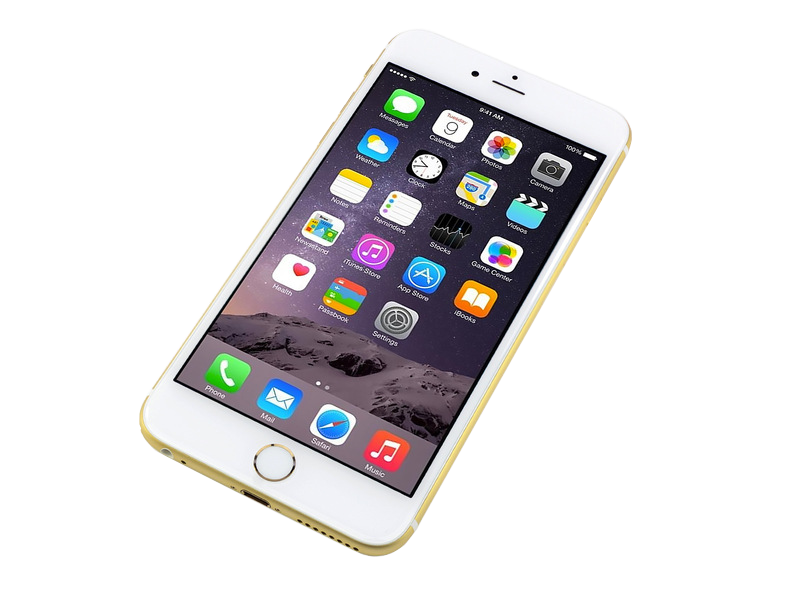 9:41 AM
100%
Messages
Tuesday
9
Calendar
Photos
Camera
Weather
Clock
280
Maps
Videos
Notes
Reminders
Stocks
Game Center
Newsstand
iTunes Store
App Store
iBooks
Health
Passbook
Settings
Phone
Mail
Safari
Music